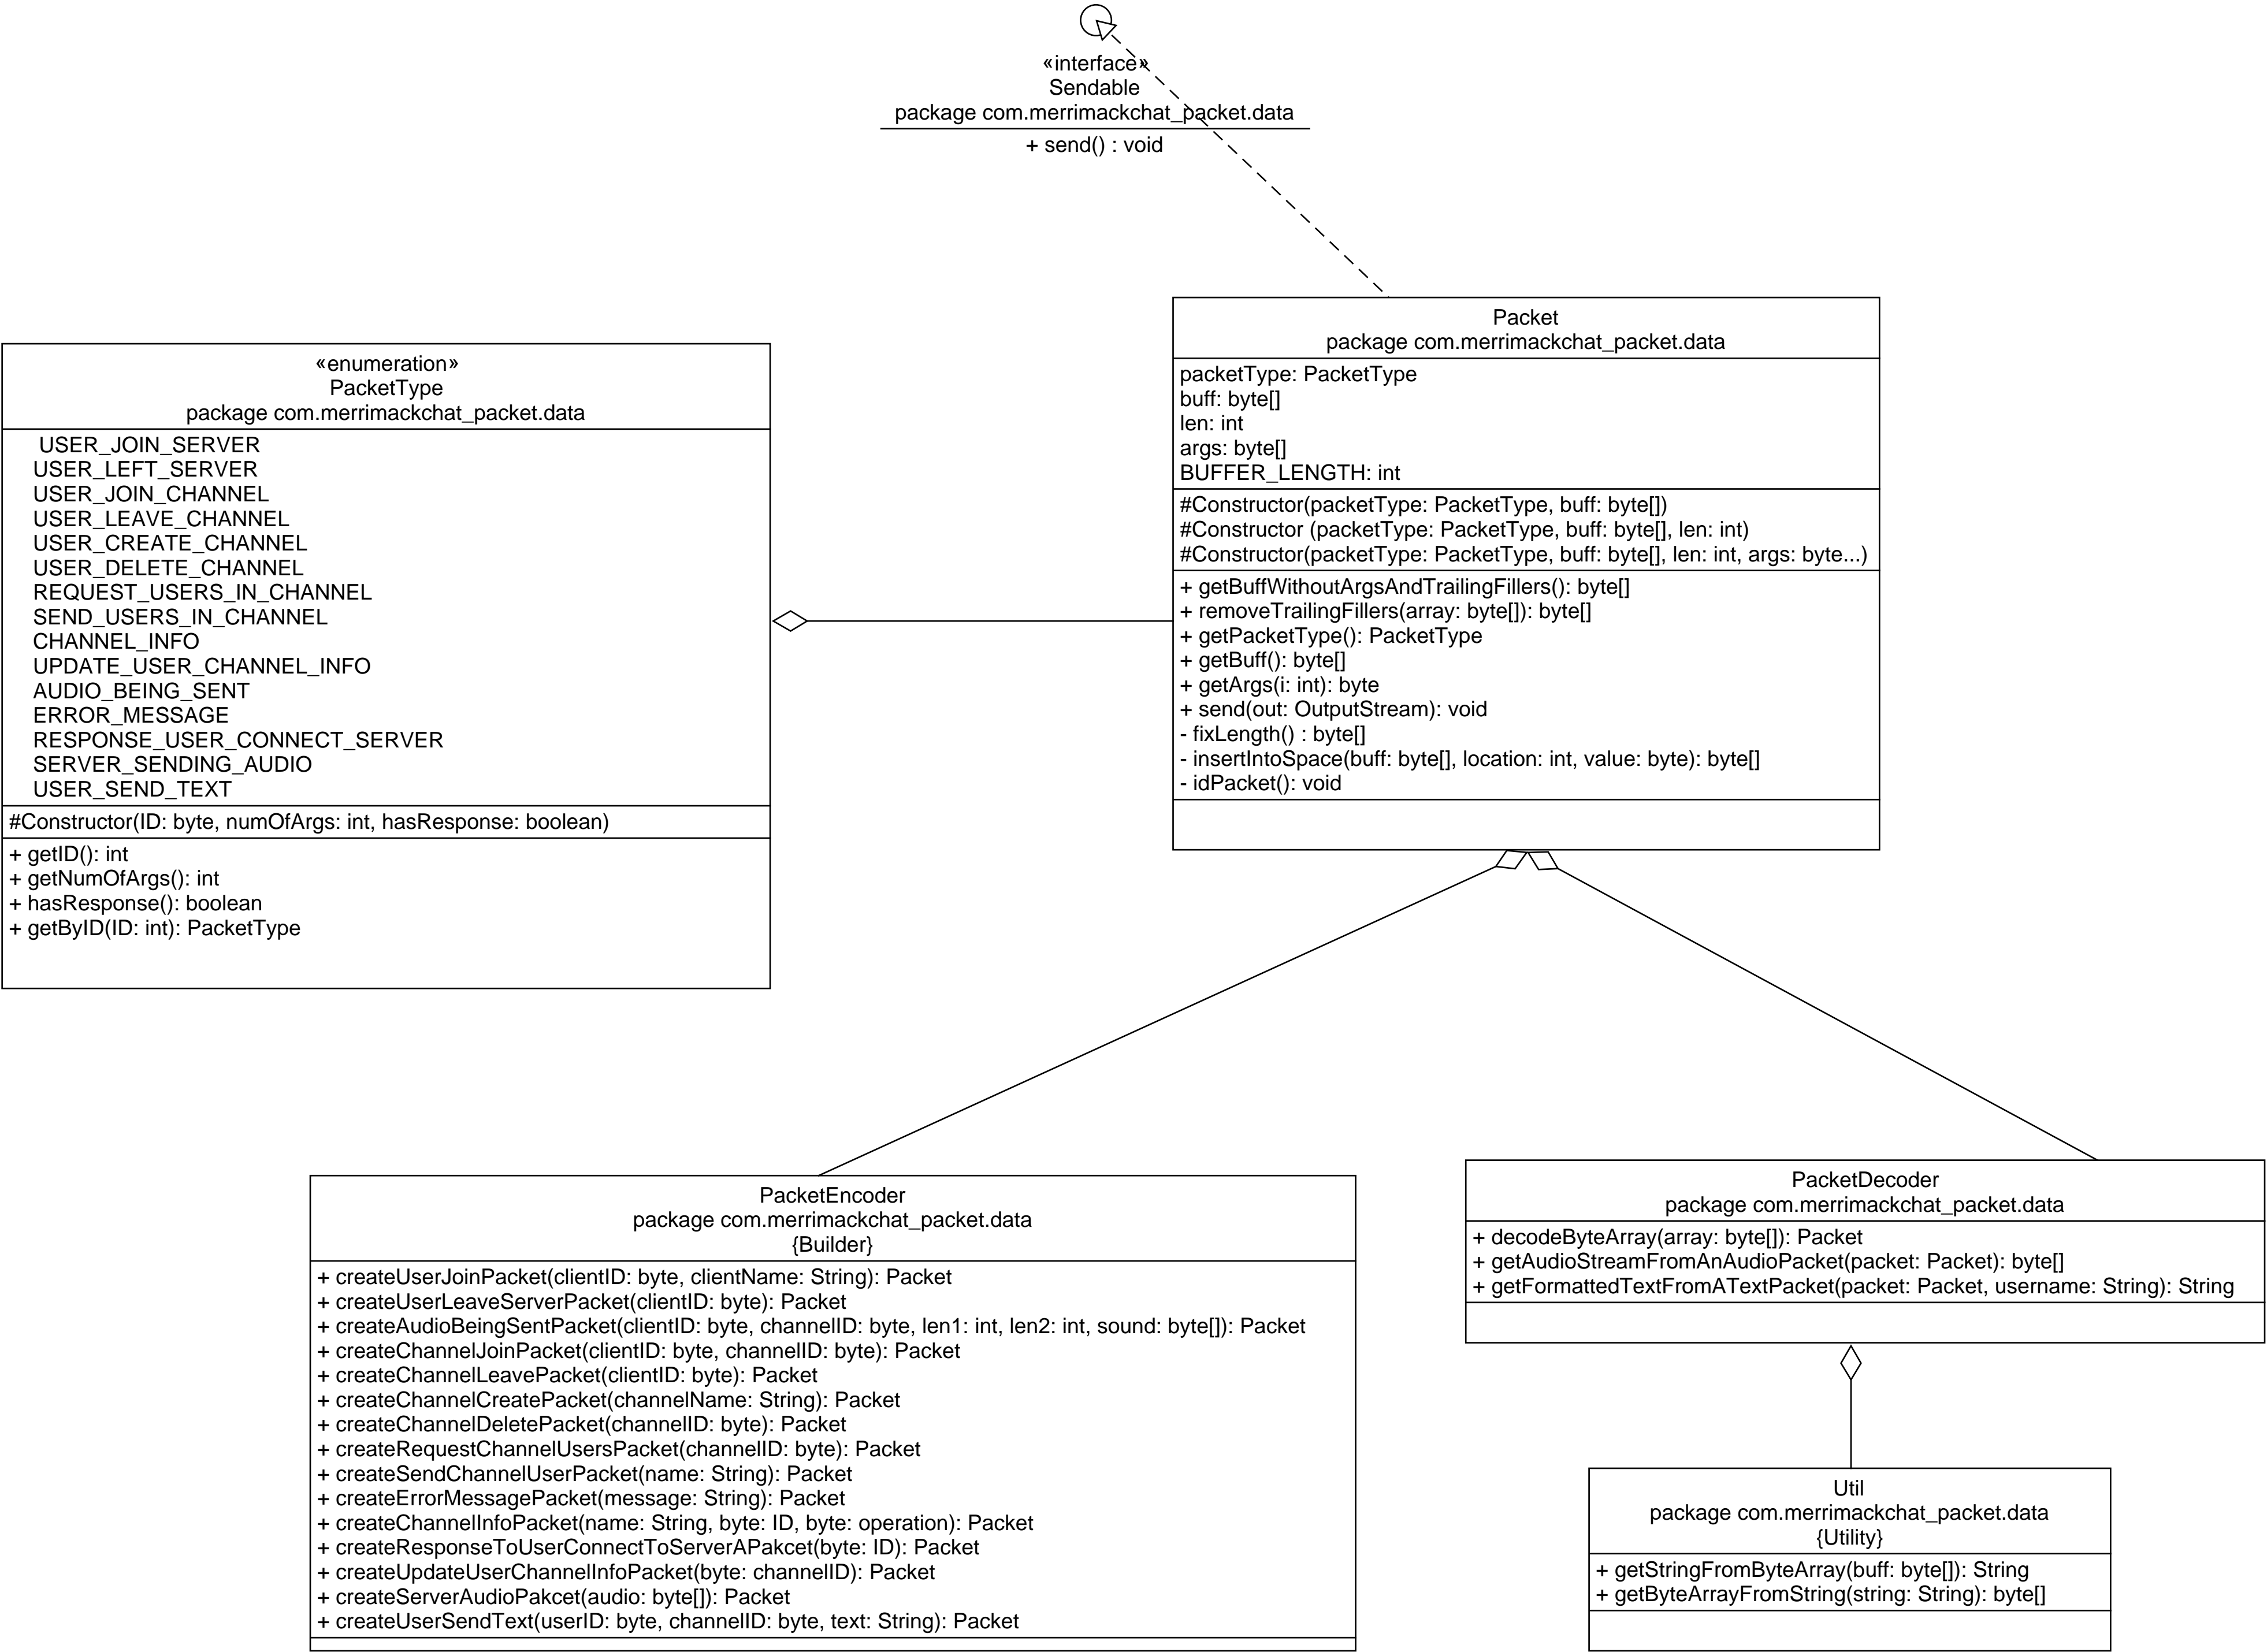 «interface»
Sendable
package com.merrimackchat_packet.data
+ send() : void
Packet
package com.merrimackchat_packet.data
packetType: PacketType
buff: byte[]
len: int
args: byte[]
BUFFER_LENGTH: int
#Constructor(packetType: PacketType, buff: byte[])
#Constructor (packetType: PacketType, buff: byte[], len: int)
#Constructor(packetType: PacketType, buff: byte[], len: int, args: byte...)
+ getBuffWithoutArgsAndTrailingFillers(): byte[]
+ removeTrailingFillers(array: byte[]): byte[]
+ getPacketType(): PacketType
+ getBuff(): byte[]
+ getArgs(i: int): byte
+ send(out: OutputStream): void
- fixLength() : byte[]
- insertIntoSpace(buff: byte[], location: int, value: byte): byte[]
- idPacket(): void
«enumeration»
PacketType
package com.merrimackchat_packet.data
USER_JOIN_SERVER
USER_LEFT_SERVER
USER_JOIN_CHANNEL
USER_LEAVE_CHANNEL
USER_CREATE_CHANNEL
USER_DELETE_CHANNEL
REQUEST_USERS_IN_CHANNEL
SEND_USERS_IN_CHANNEL
CHANNEL_INFO
UPDATE_USER_CHANNEL_INFO
AUDIO_BEING_SENT
ERROR_MESSAGE
RESPONSE_USER_CONNECT_SERVER
SERVER_SENDING_AUDIO
USER_SEND_TEXT
#Constructor(ID: byte, numOfArgs: int, hasResponse: boolean)
+ getID(): int
+ getNumOfArgs(): int
+ hasResponse(): boolean
+ getByID(ID: int): PacketType
PacketEncoder
package com.merrimackchat_packet.data
{Builder}
+ createUserJoinPacket(clientID: byte, clientName: String): Packet
+ createUserLeaveServerPacket(clientID: byte): Packet
+ createAudioBeingSentPacket(clientID: byte, channelID: byte, len1: int, len2: int, sound: byte[]): Packet
+ createChannelJoinPacket(clientID: byte, channelID: byte): Packet
+ createChannelLeavePacket(clientID: byte): Packet
+ createChannelCreatePacket(channelName: String): Packet
+ createChannelDeletePacket(channelID: byte): Packet
+ createRequestChannelUsersPacket(channelID: byte): Packet
+ createSendChannelUserPacket(name: String): Packet
+ createErrorMessagePacket(message: String): Packet
+ createChannelInfoPacket(name: String, byte: ID, byte: operation): Packet
+ createResponseToUserConnectToServerAPakcet(byte: ID): Packet
+ createUpdateUserChannelInfoPacket(byte: channelID): Packet
+ createServerAudioPakcet(audio: byte[]): Packet
+ createUserSendText(userID: byte, channelID: byte, text: String): Packet
PacketDecoder
package com.merrimackchat_packet.data
+ decodeByteArray(array: byte[]): Packet
+ getAudioStreamFromAnAudioPacket(packet: Packet): byte[]
+ getFormattedTextFromATextPacket(packet: Packet, username: String): String
Util
package com.merrimackchat_packet.data
{Utility}
+ getStringFromByteArray(buff: byte[]): String
+ getByteArrayFromString(string: String): byte[]